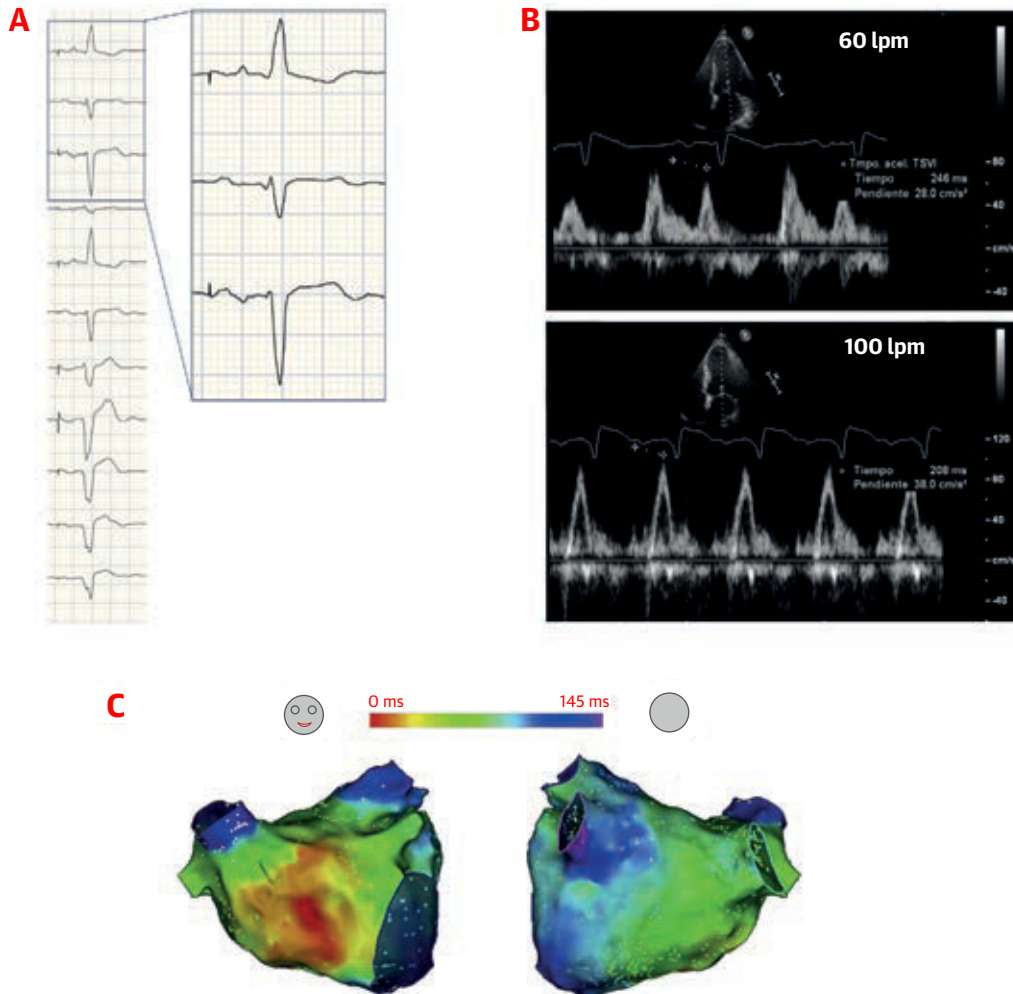 A
B
60 lpm
80
Tmpo. acel. TSVI
Tiempo 246 ms
Pendiente 28.0 cm/s²
40
cm/s
-40
100 lpm
120
Tiempo 208 ms
Pendiente 38.0 cm/s²
80
40
cm/s
-40
C
0 ms
145 ms